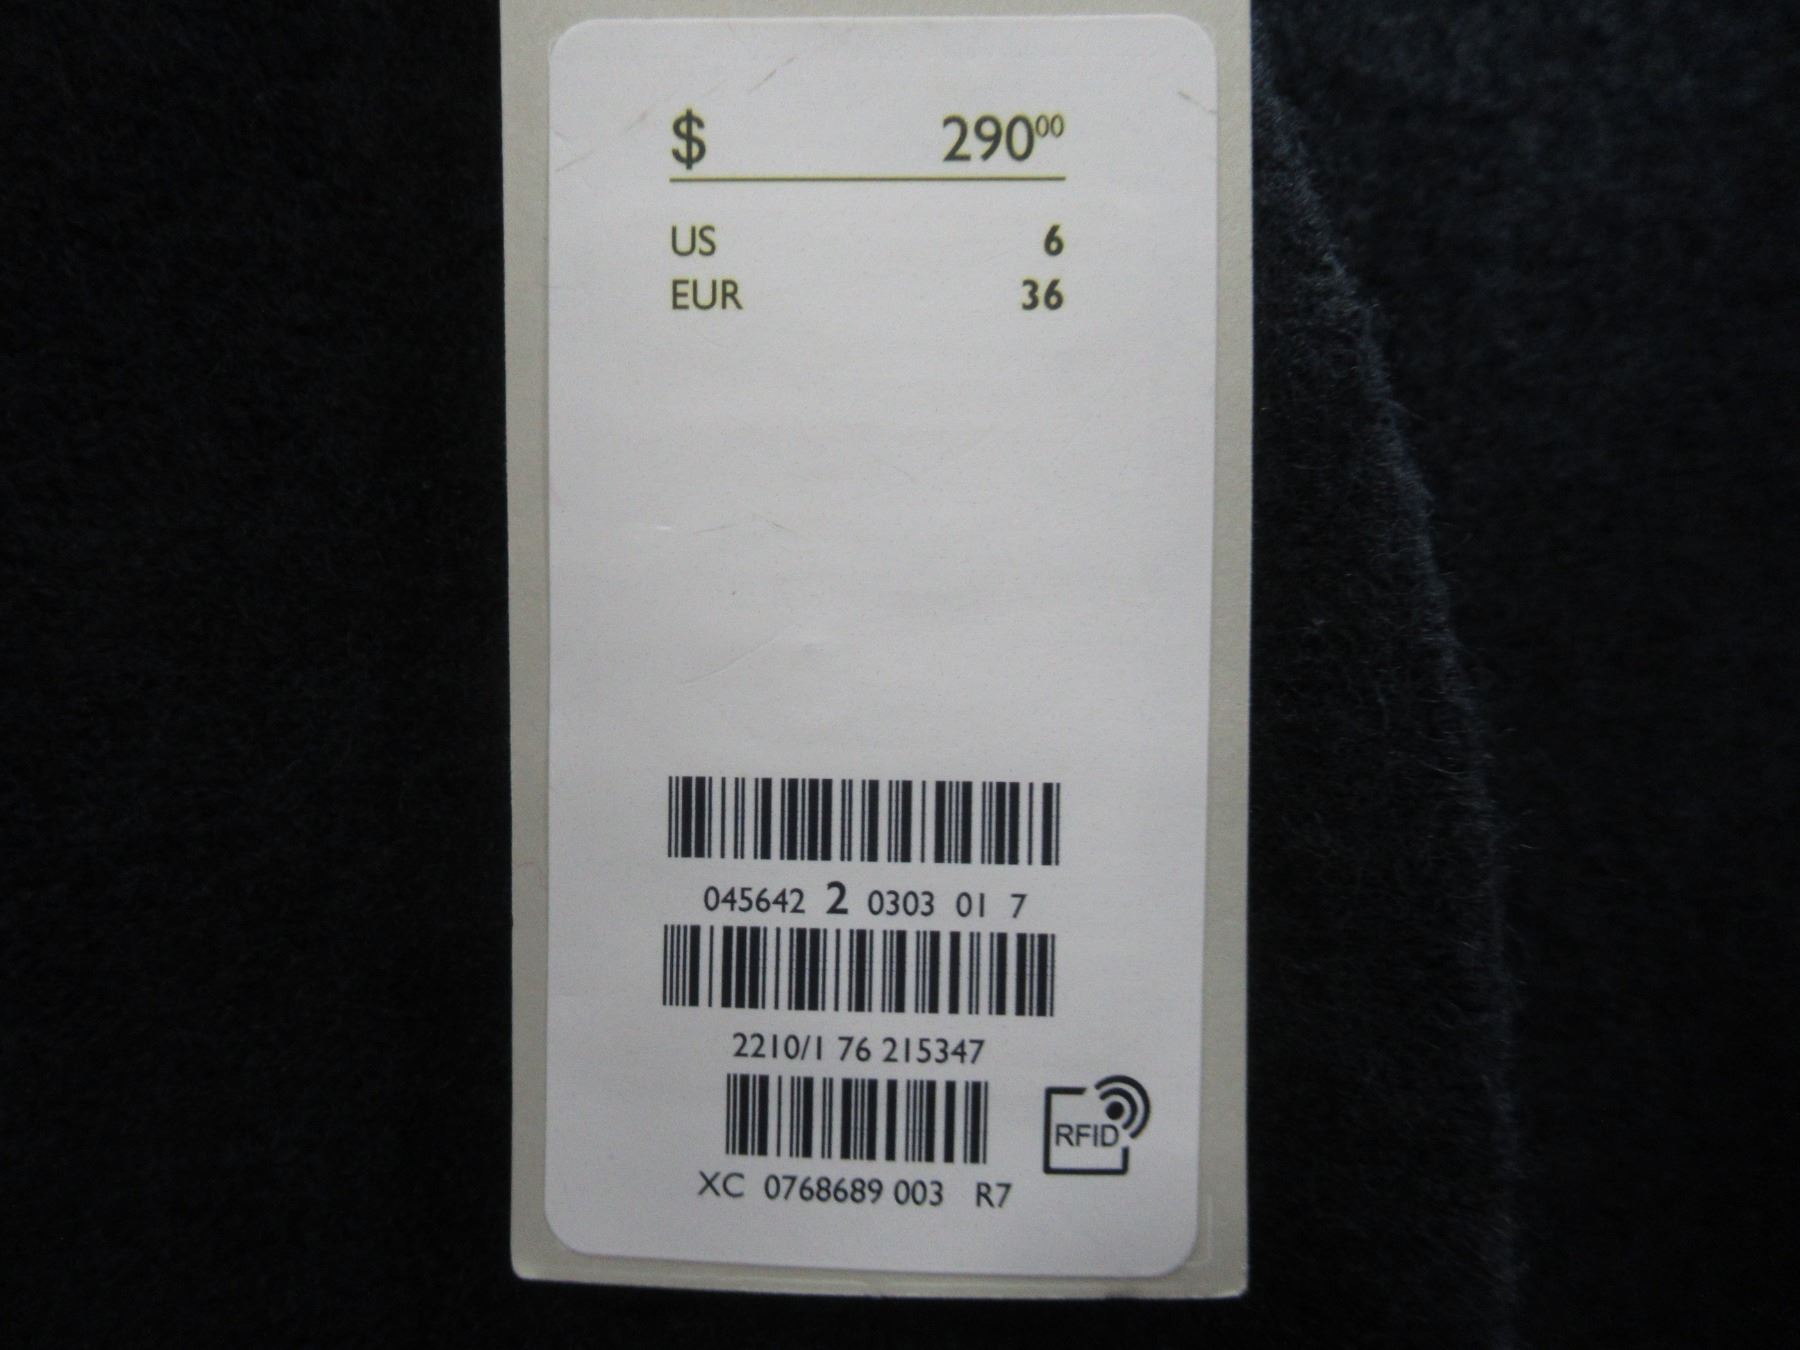 $ 290⁰⁰
US 6
EUR 36
045642 2 0303 01 7
2210/1 76 215347
RFID
XC 0768689 003 R7